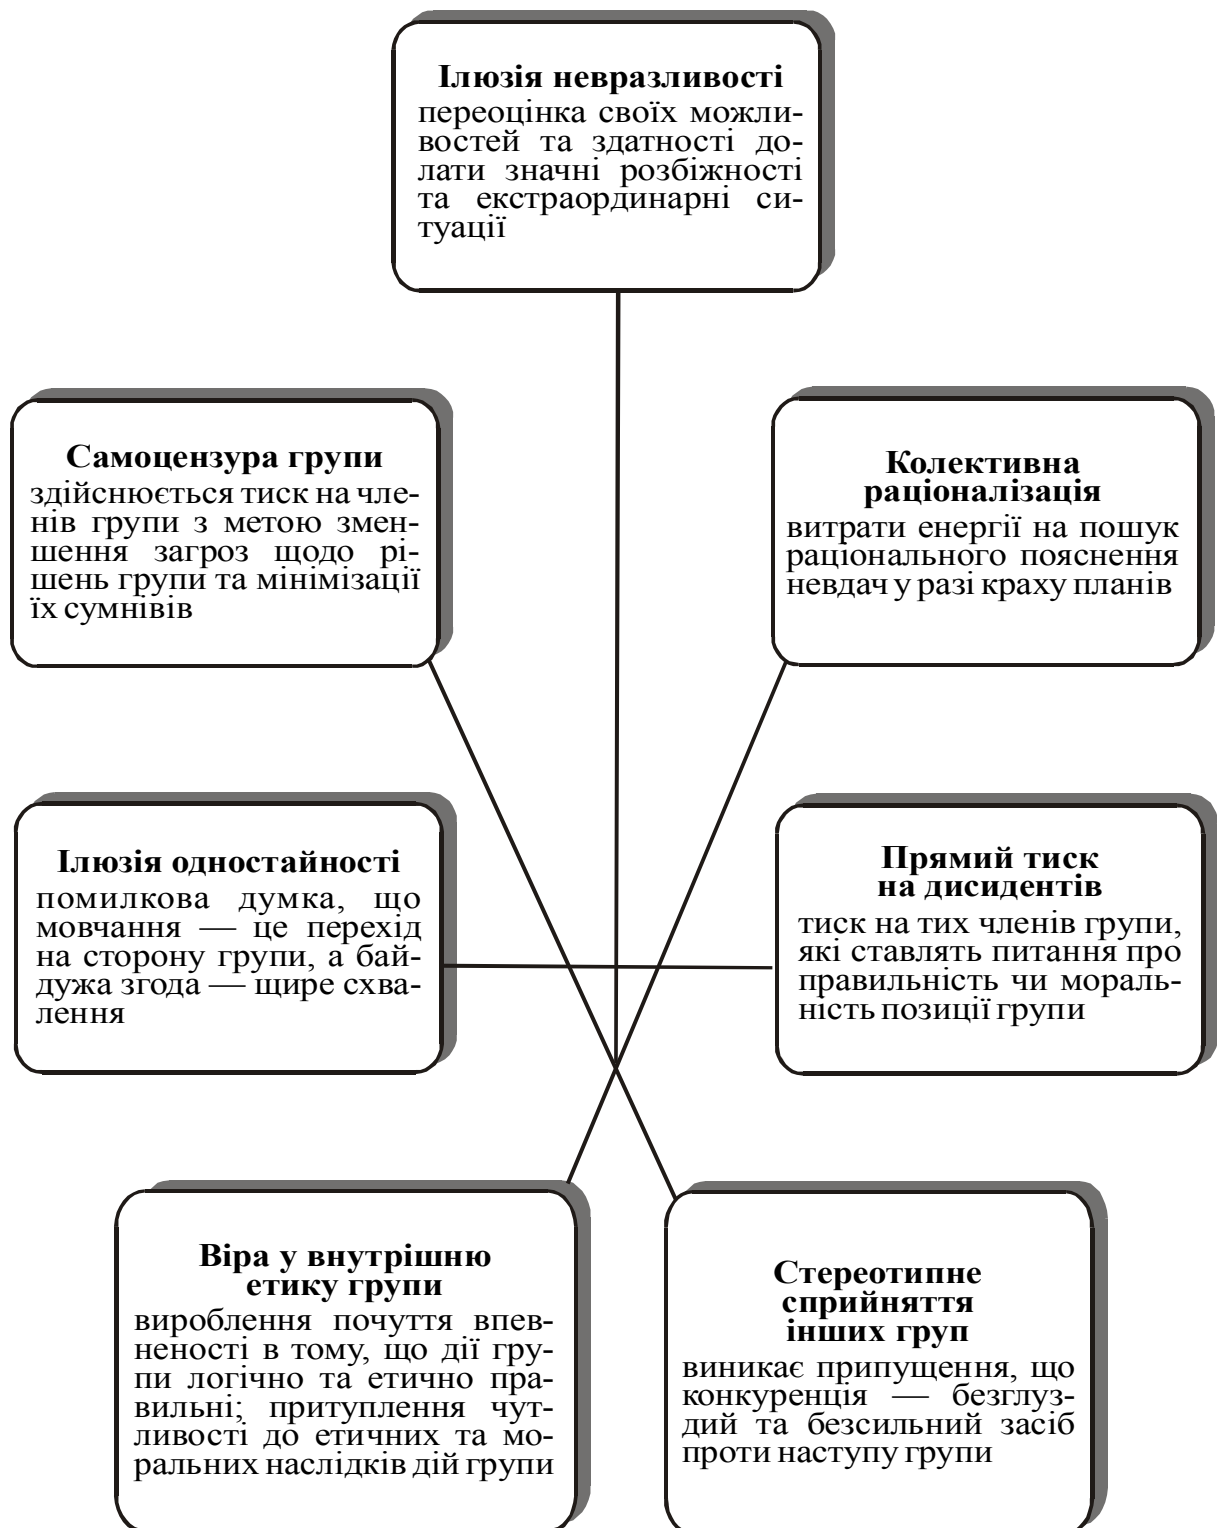 Ілюзія невразливості
переоцінка своїх можли-
востей та здатності до-
лати значні розбіжності
та екстраординарні си-
туації
Самоцензура групи
здійснюється тиск на чле-
нів групи з метою змен-
шення загроз щодо рі-
шень групи та мінімізації
їх сумнівів
Колективна
раціоналізація
витрати енергії на пошук
раціонального пояснення
невдач у разі краху планів
Ілюзія одностайності
помилкова думка, що
мовчання — це перехід
на сторону групи, а бай-
дужа згода — щире схва-
лення
Прямий тиск
на дисидентів
тиск на тих членів групи,
які ставлять питання про
правильність чи мораль-
ність позиції групи
Віра у внутрішню
етику групи
вироблення почуття впев-
неності в тому, що дії гру-
пи логічно та етично пра-
вильні; притуплення чут-
ливості до етичних та мо-
ральних наслідків дій групи
Стереотипне
сприйняття
інших груп
виникає припущення, що
конкуренція — безглуз-
дий та безсильний засіб
проти наступу групи